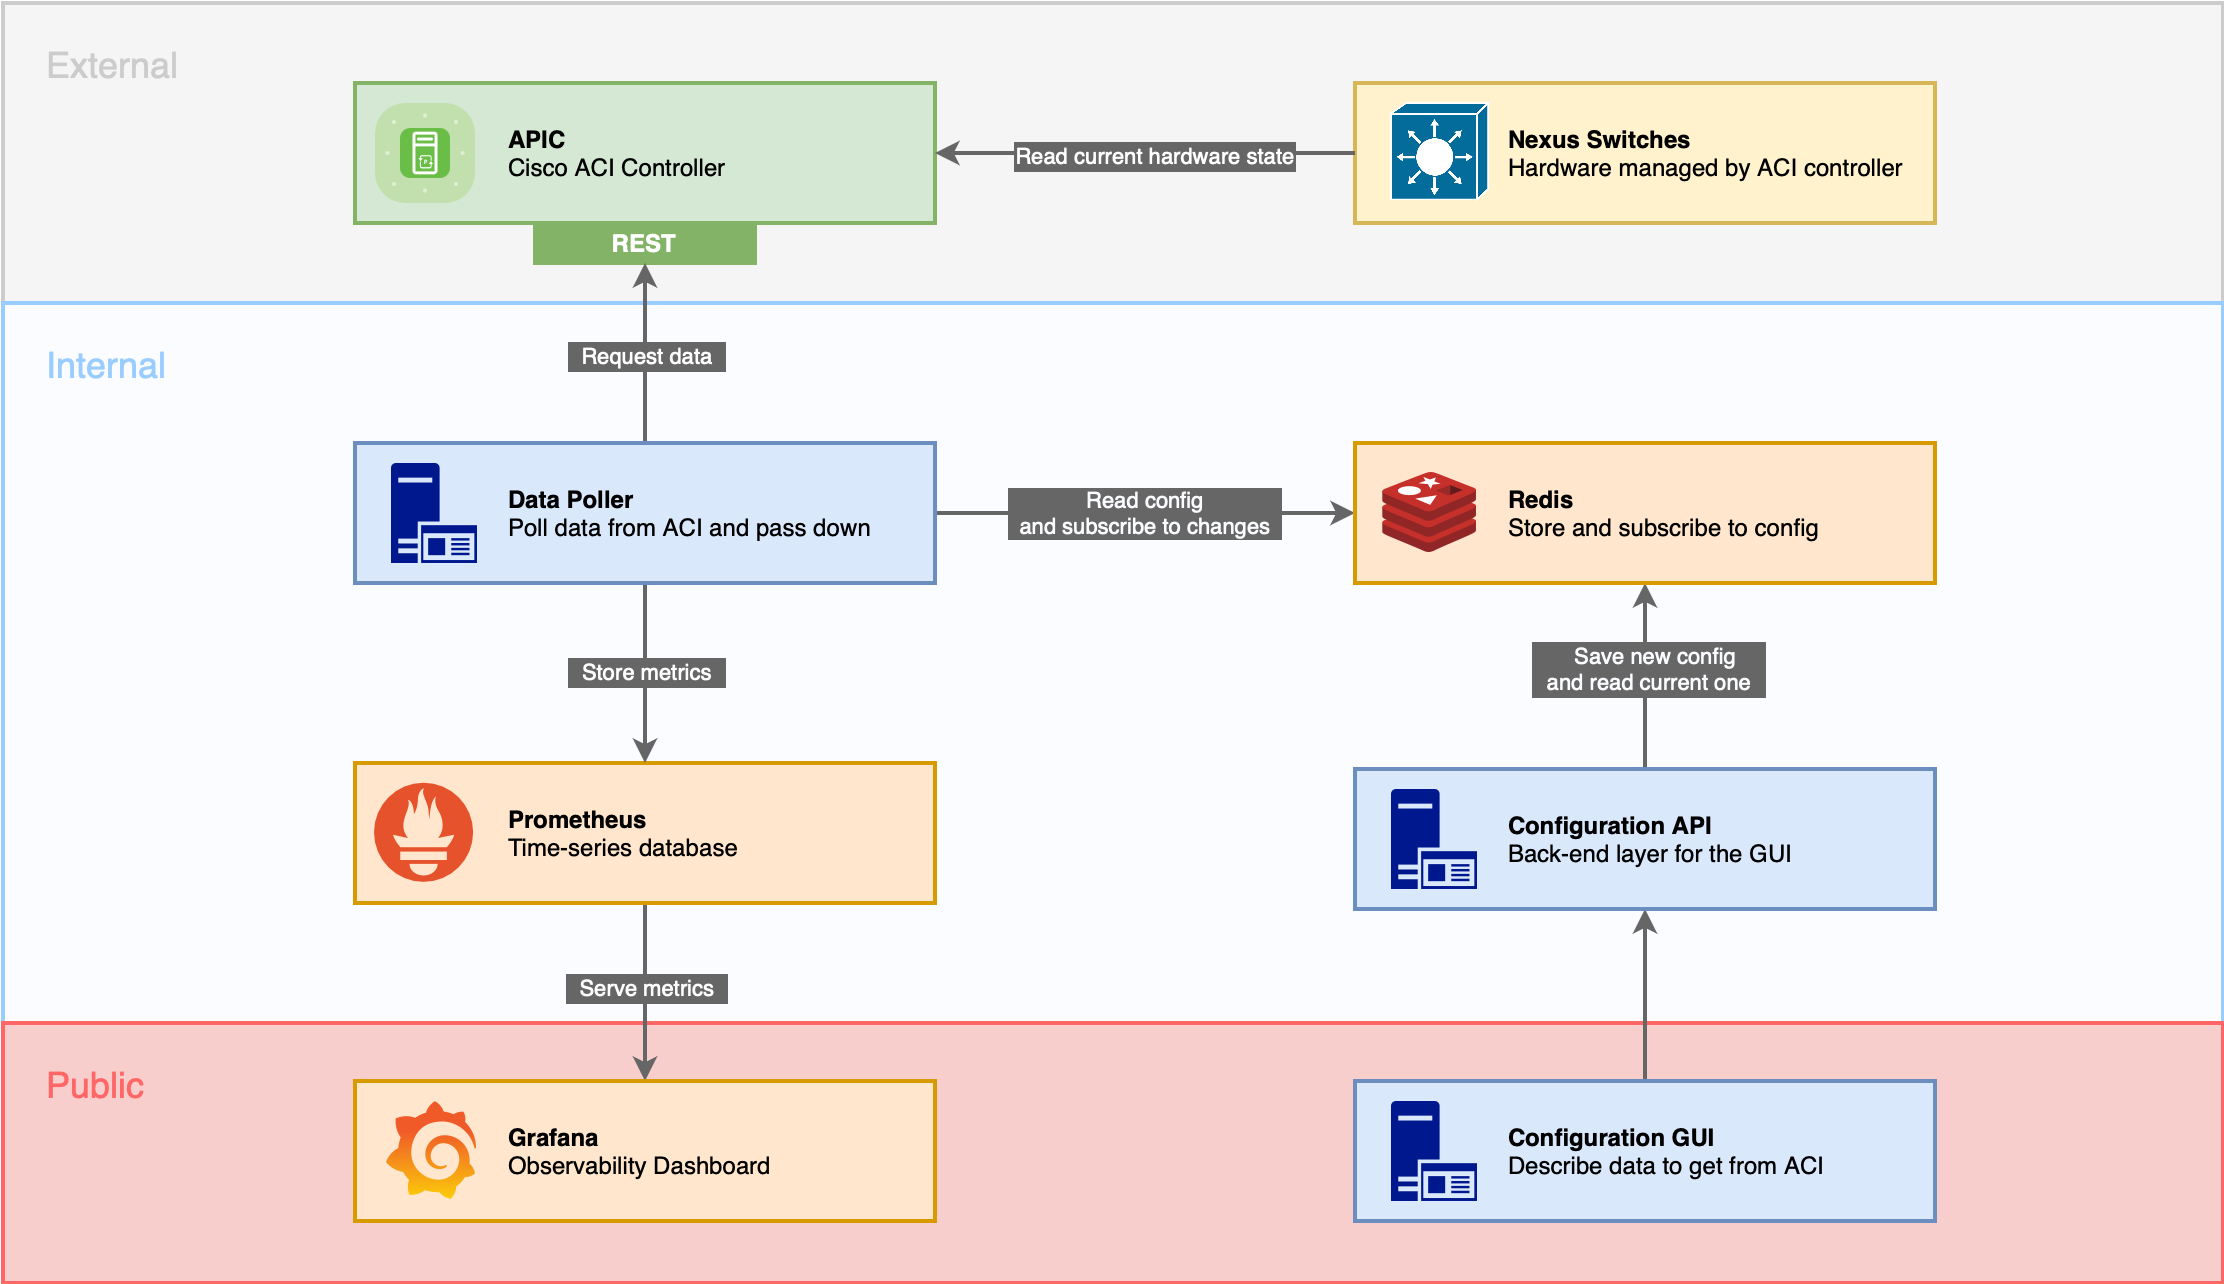 External
APIC
Cisco ACI Controller
REST
Read current hardware state
Nexus Switches
Hardware managed by ACI controller
Internal
Request data
Data Poller
Poll data from ACI and pass down
Read config
and subscribe to changes
Redis
Store and subscribe to config
Store metrics
Save new config
and read current one
Prometheus
Time-series database
Configuration API
Back-end layer for the GUI
Serve metrics
Public
Grafana
Observability Dashboard
Configuration GUI
Describe data to get from ACI